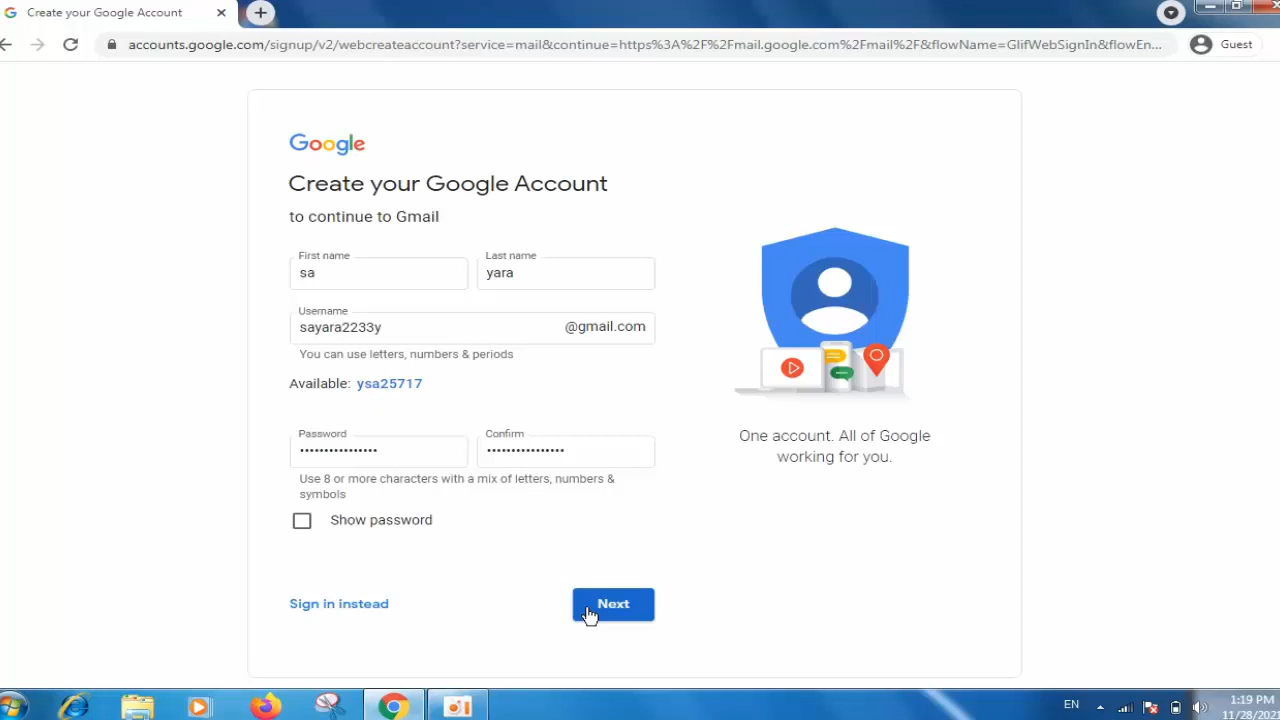 Create your Google Account
accounts.google.com/signup/v2/webcreateaccount?service=mail&continue=https%3A%2F%2Fmail.google.com%2Fmail%2F&flowName=GlifWebSignIn&flowEn...
Guest
Google
Create your Google Account
to continue to Gmail
First name
Last name
sa
yara
Username
sayara2233y
@gmail.com
You can use letters, numbers & periods
Available: ysa25717
Password
Confirm
••••••••••••••••
••••••••••••••••
Use 8 or more characters with a mix of letters, numbers &
symbols
Show password
One account. All of Google
working for you.
Sign in instead
Next
EN
1:19 PM